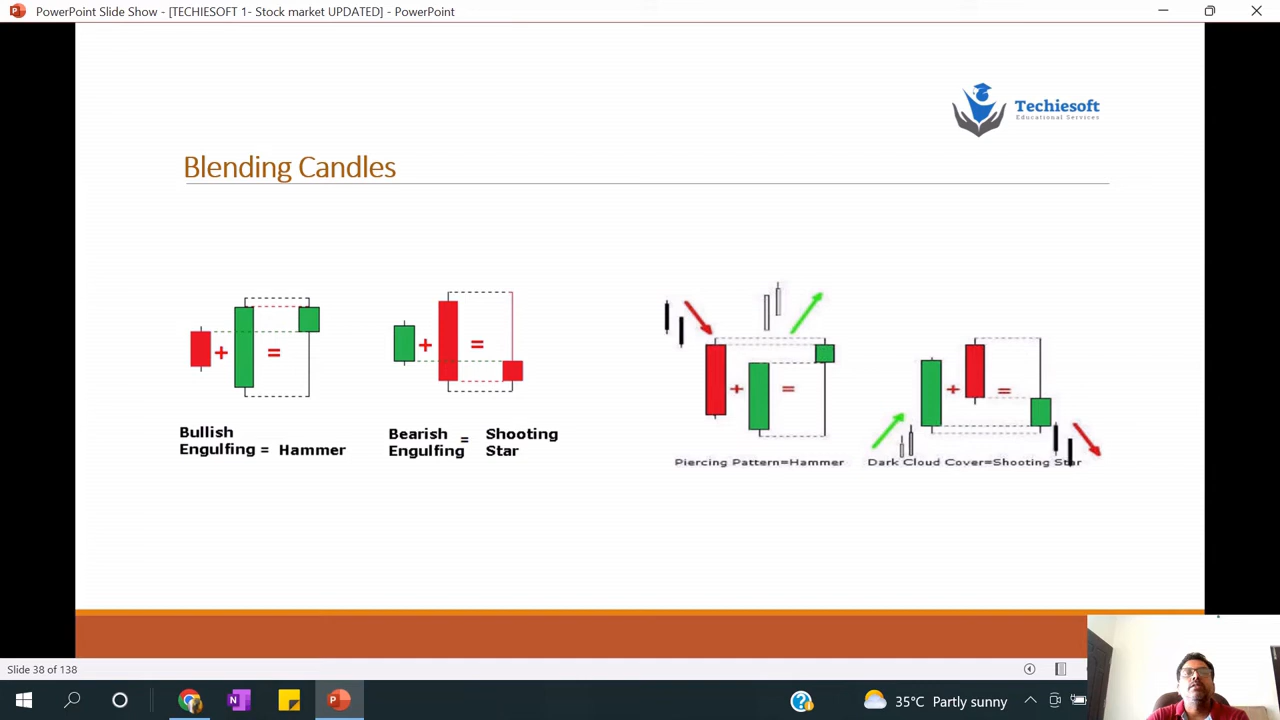 PowerPoint Slide Show - [TECHIESOFT 1- Stock market UPDATED] - PowerPoint
Techiesoft
Educational Services
Blending Candles
+ =
+ =
+ =
+ =
Bullish
Engulfing = Hammer
Bearish
Engulfing = Shooting
Star
Piercing Pattern=Hammer
Dark Cloud Cover=Shooting Star
Slide 38 of 138
35°C Partly sunny